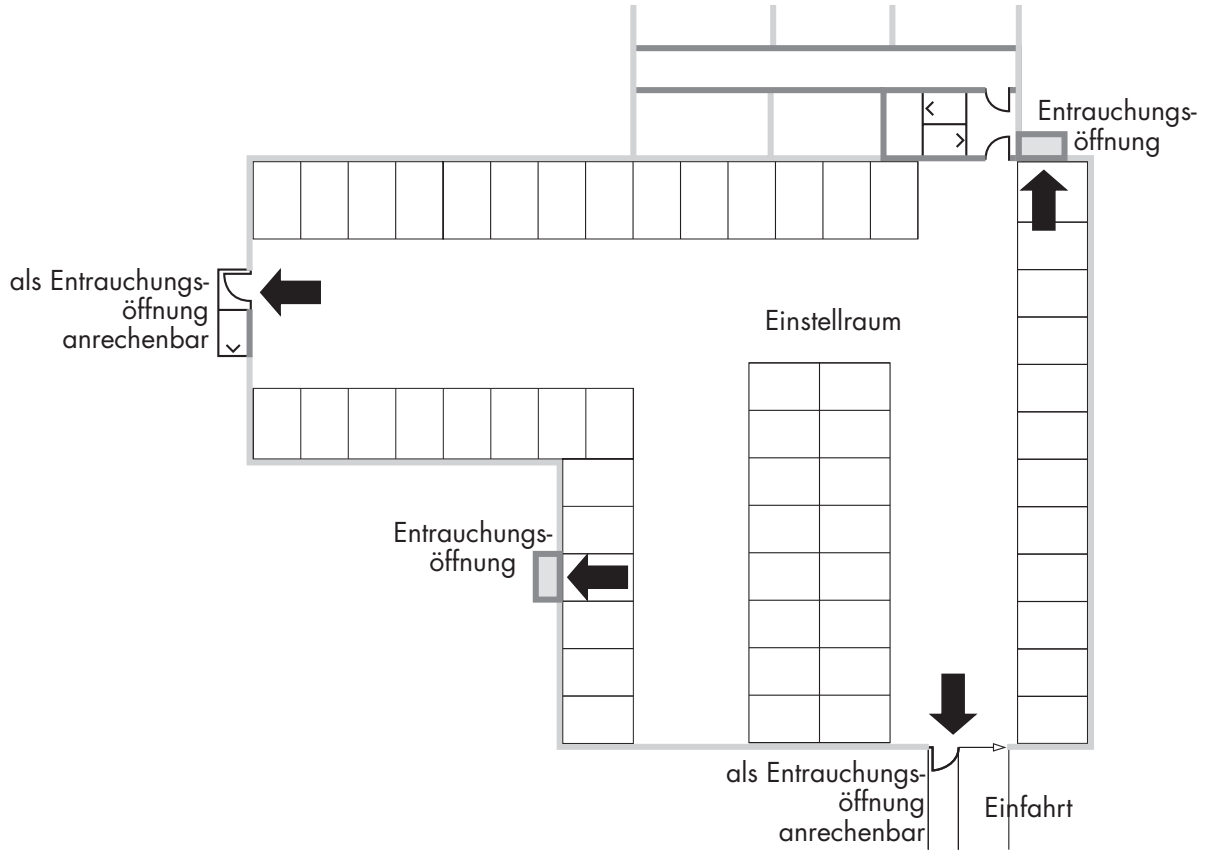 Entrauchungs-
öffnung
als Entrauchungs-
öffnung
anrechenbar
Einstellraum
Entrauchungs-
öffnung
als Entrauchungs-
öffnung
anrechenbar
Einfahrt